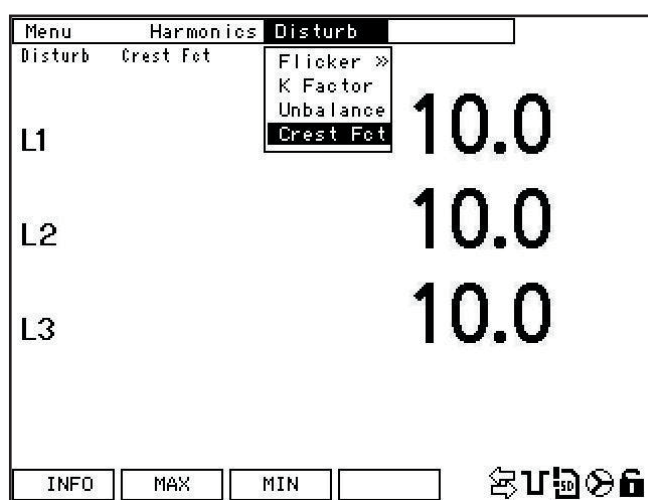 Menu Harmonics Disturb
Disturb Crest Fct
Flicker »
K Factor
Unbalance
Crest Fct
L1 10.0
L2 10.0
L3 10.0
INFO MAX MIN
SD